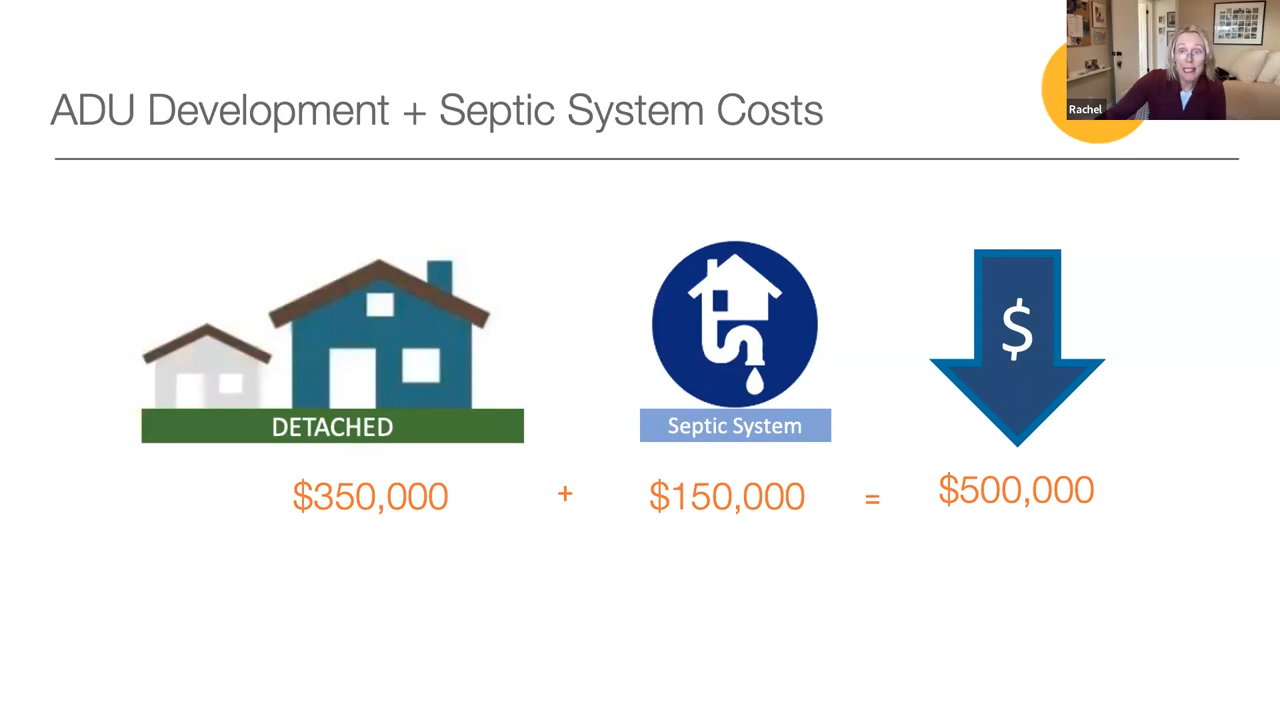 Rachel
ADU Development + Septic System Costs
$
DETACHED
Septic System
$350,000 + $150,000 = $500,000